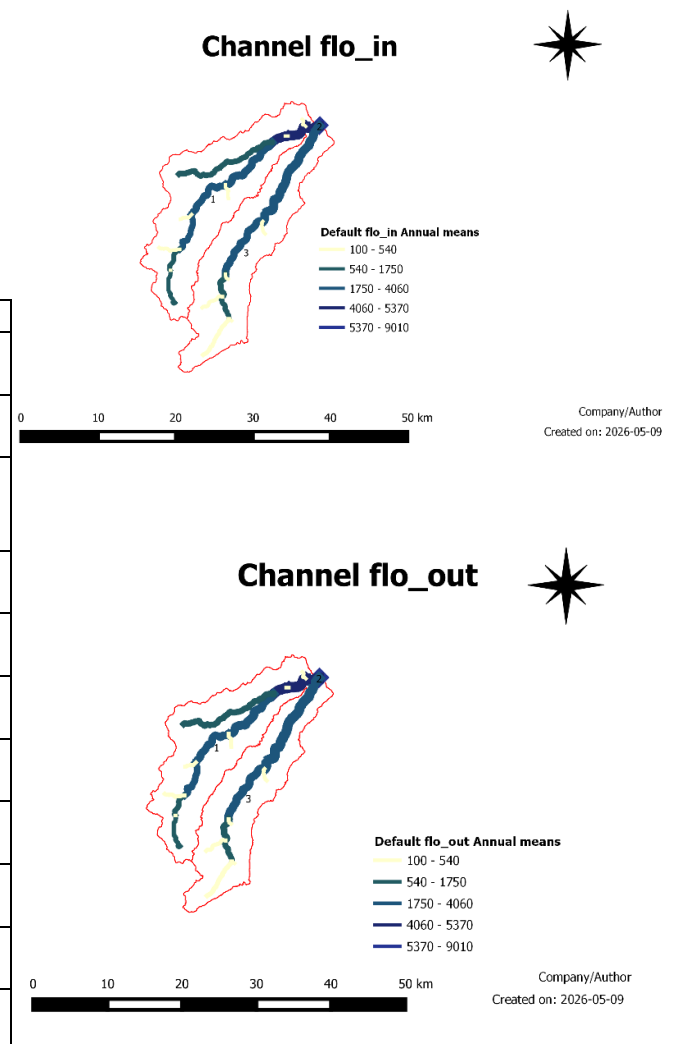 Channel flo_in
2
1
3
Default flo_in Annual means
100 - 540
540 - 1750
1750 - 4060
4060 - 5370
5370 - 9010
0 10 20 30 40 50 km
Company/Author
Created on: 2026-05-09
Channel flo_out
2
1
3
Default flo_out Annual means
100 - 540
540 - 1750
1750 - 4060
4060 - 5370
5370 - 9010
0 10 20 30 40 50 km
Company/Author
Created on: 2026-05-09